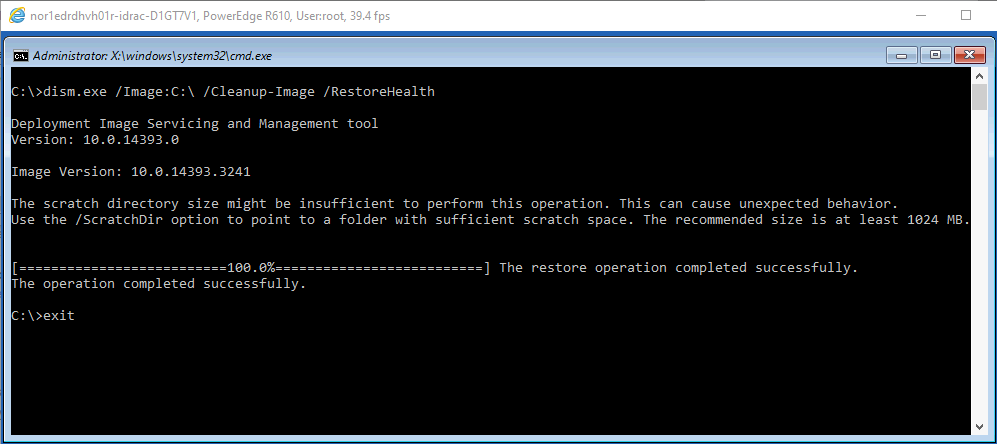 nor1edrdhvh01r-idrac-D1GT7V1, PowerEdge R610, User:root, 39.4 fps
Administrator: X:\windows\system32\cmd.exe
C:\>dism.exe /Image:C:\ /Cleanup-Image /RestoreHealth
Deployment Image Servicing and Management tool
Version: 10.0.14393.0
Image Version: 10.0.14393.3241
The scratch directory size might be insufficient to perform this operation. This can cause unexpected behavior.
Use the /ScratchDir option to point to a folder with sufficient scratch space. The recommended size is at least 1024 MB.
[==========================100.0%==========================] The restore operation completed successfully.
The operation completed successfully.
C:\>exit